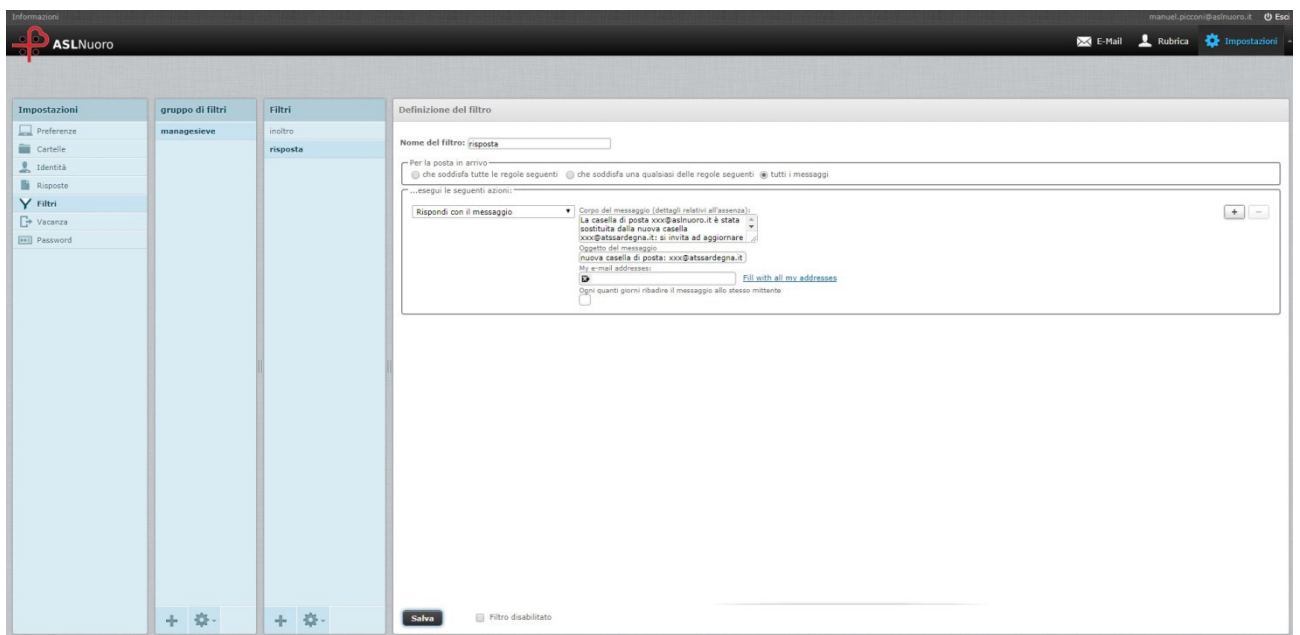 Informazioni
manuel.picconi@aslnuoro.it Esci
ASLNuoro
E-Mail Rubrica Impostazioni
Impostazioni
Preferenze
Cartelle
Identità
Risposte
Filtri
Vacanza
Password
gruppo di filtri
managesieve
Filtri
inoltro
risposta
Definizione del filtro
Nome del filtro: risposta
Per la posta in arrivo
che soddisfa tutte le regole seguenti che soddisfa una qualsiasi delle regole seguenti tutti i messaggi
...esegui le seguenti azioni:
Rispondi con il messaggio
Corpo del messaggio (dettagli relativi all'assenza):
La casella di posta xxx@aslnuoro.it è stata
sostituita dalla nuova casella
xxx@atssardegna.it: si invita ad aggiornare
Oggetto del messaggio
nuova casella di posta: xxx@atssardegna.it
My e-mail addresses:
Fill with all my addresses
Ogni quanti giorni ribadire il messaggio allo stesso mittente
Salva Filtro disabilitato